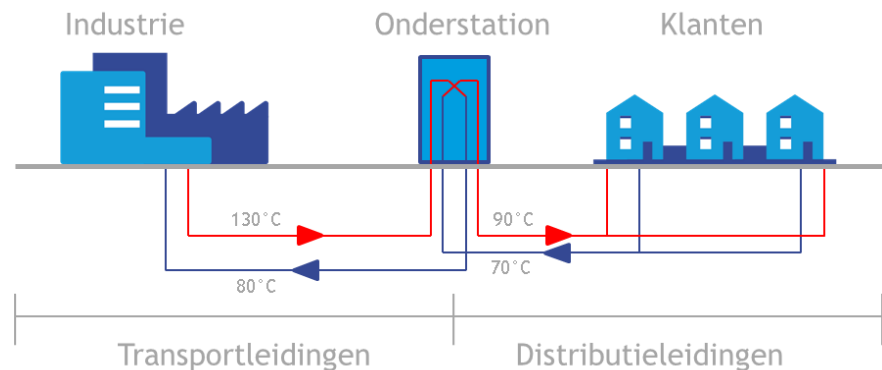 Industrie
Onderstation
Klanten
130°C
90°C
80°C
70°C
Transportleidingen
Distributieleidingen